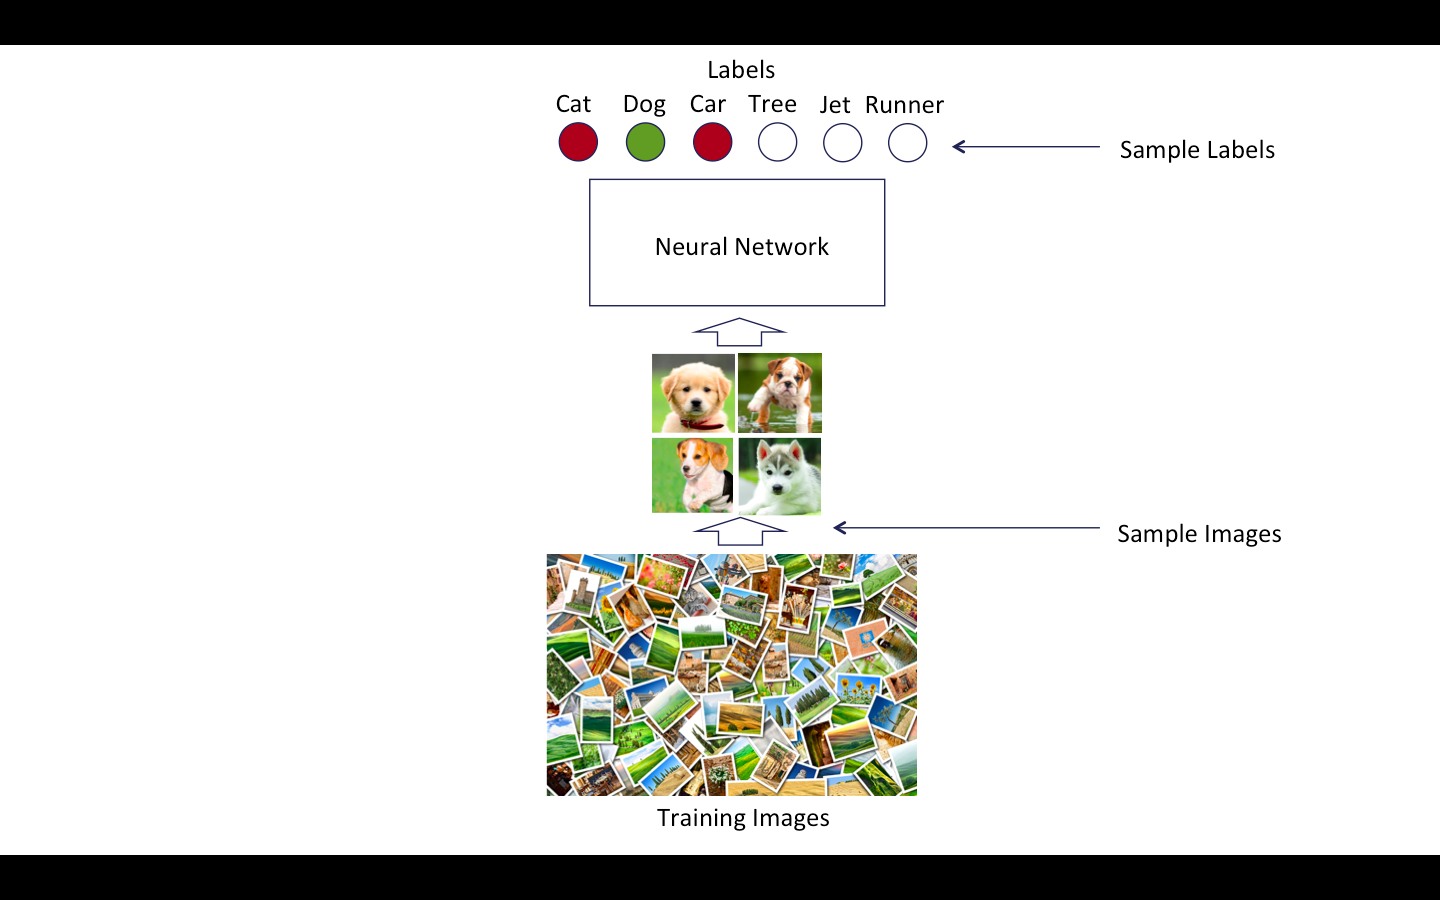 Labels
Cat Dog Car Tree Jet Runner
Sample Labels
Neural Network
Sample Images
Training Images